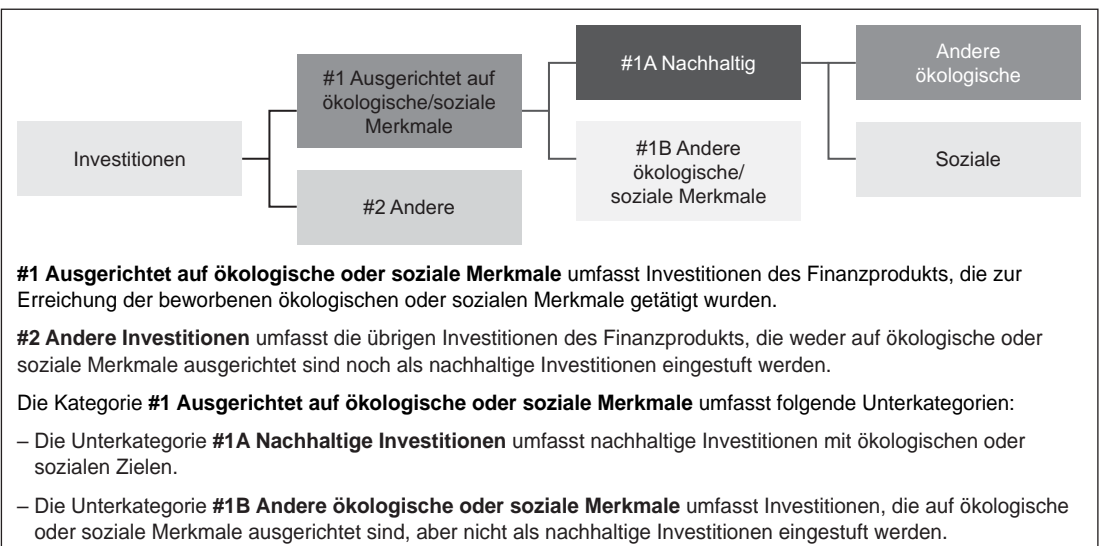 Investitionen
#1 Ausgerichtet auf
ökologische/soziale
Merkmale
#2 Andere
#1A Nachhaltig
#1B Andere
ökologische/
soziale Merkmale
Andere
ökologische
Soziale
#1 Ausgerichtet auf ökologische oder soziale Merkmale umfasst Investitionen des Finanzprodukts, die zur
Erreichung der beworbenen ökologischen oder sozialen Merkmale getätigt wurden.
#2 Andere Investitionen umfasst die übrigen Investitionen des Finanzprodukts, die weder auf ökologische oder
soziale Merkmale ausgerichtet sind noch als nachhaltige Investitionen eingestuft werden.
Die Kategorie #1 Ausgerichtet auf ökologische oder soziale Merkmale umfasst folgende Unterkategorien:
– Die Unterkategorie #1A Nachhaltige Investitionen umfasst nachhaltige Investitionen mit ökologischen oder
sozialen Zielen.
– Die Unterkategorie #1B Andere ökologische oder soziale Merkmale umfasst Investitionen, die auf ökologische
oder soziale Merkmale ausgerichtet sind, aber nicht als nachhaltige Investitionen eingestuft werden.